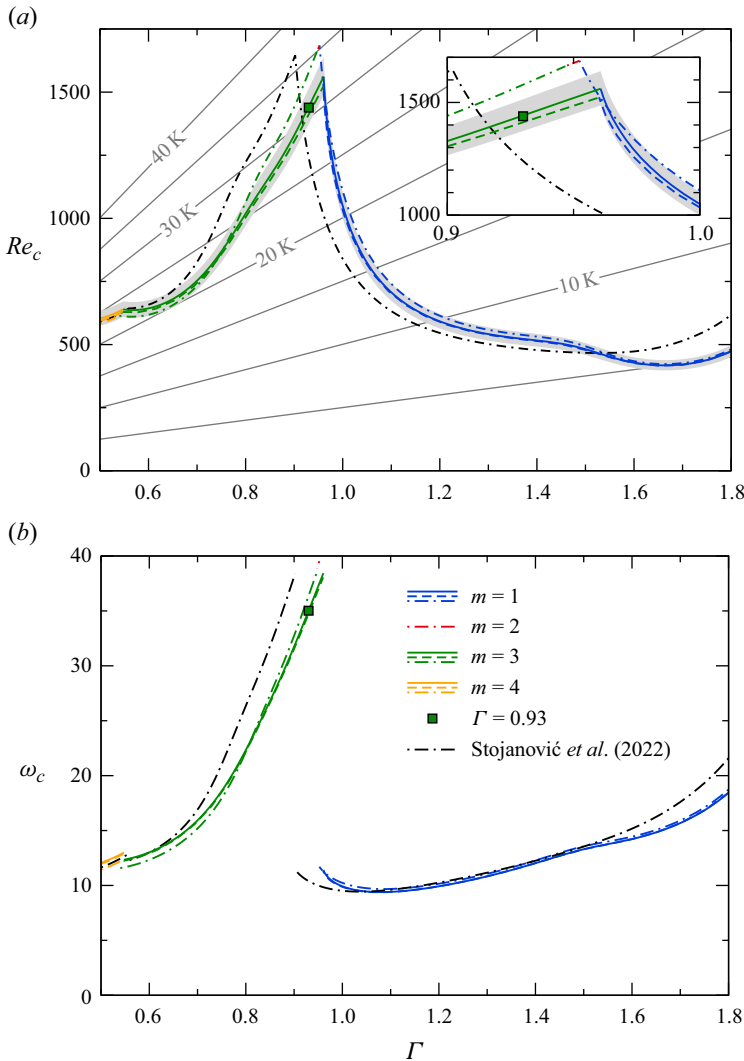 (a)
1500
1000
Re_c
500
0
40 K
30 K
20 K
10 K
1500
1000
0.9
1.0
0.6
0.8
1.0
1.2
1.4
1.6
1.8
(b)
40
30
20
ω_c
10
0
m = 1
m = 2
m = 3
m = 4
Γ = 0.93
Stojanović et al. (2022)
0.6
0.8
1.0
1.2
1.4
1.6
1.8
Γ